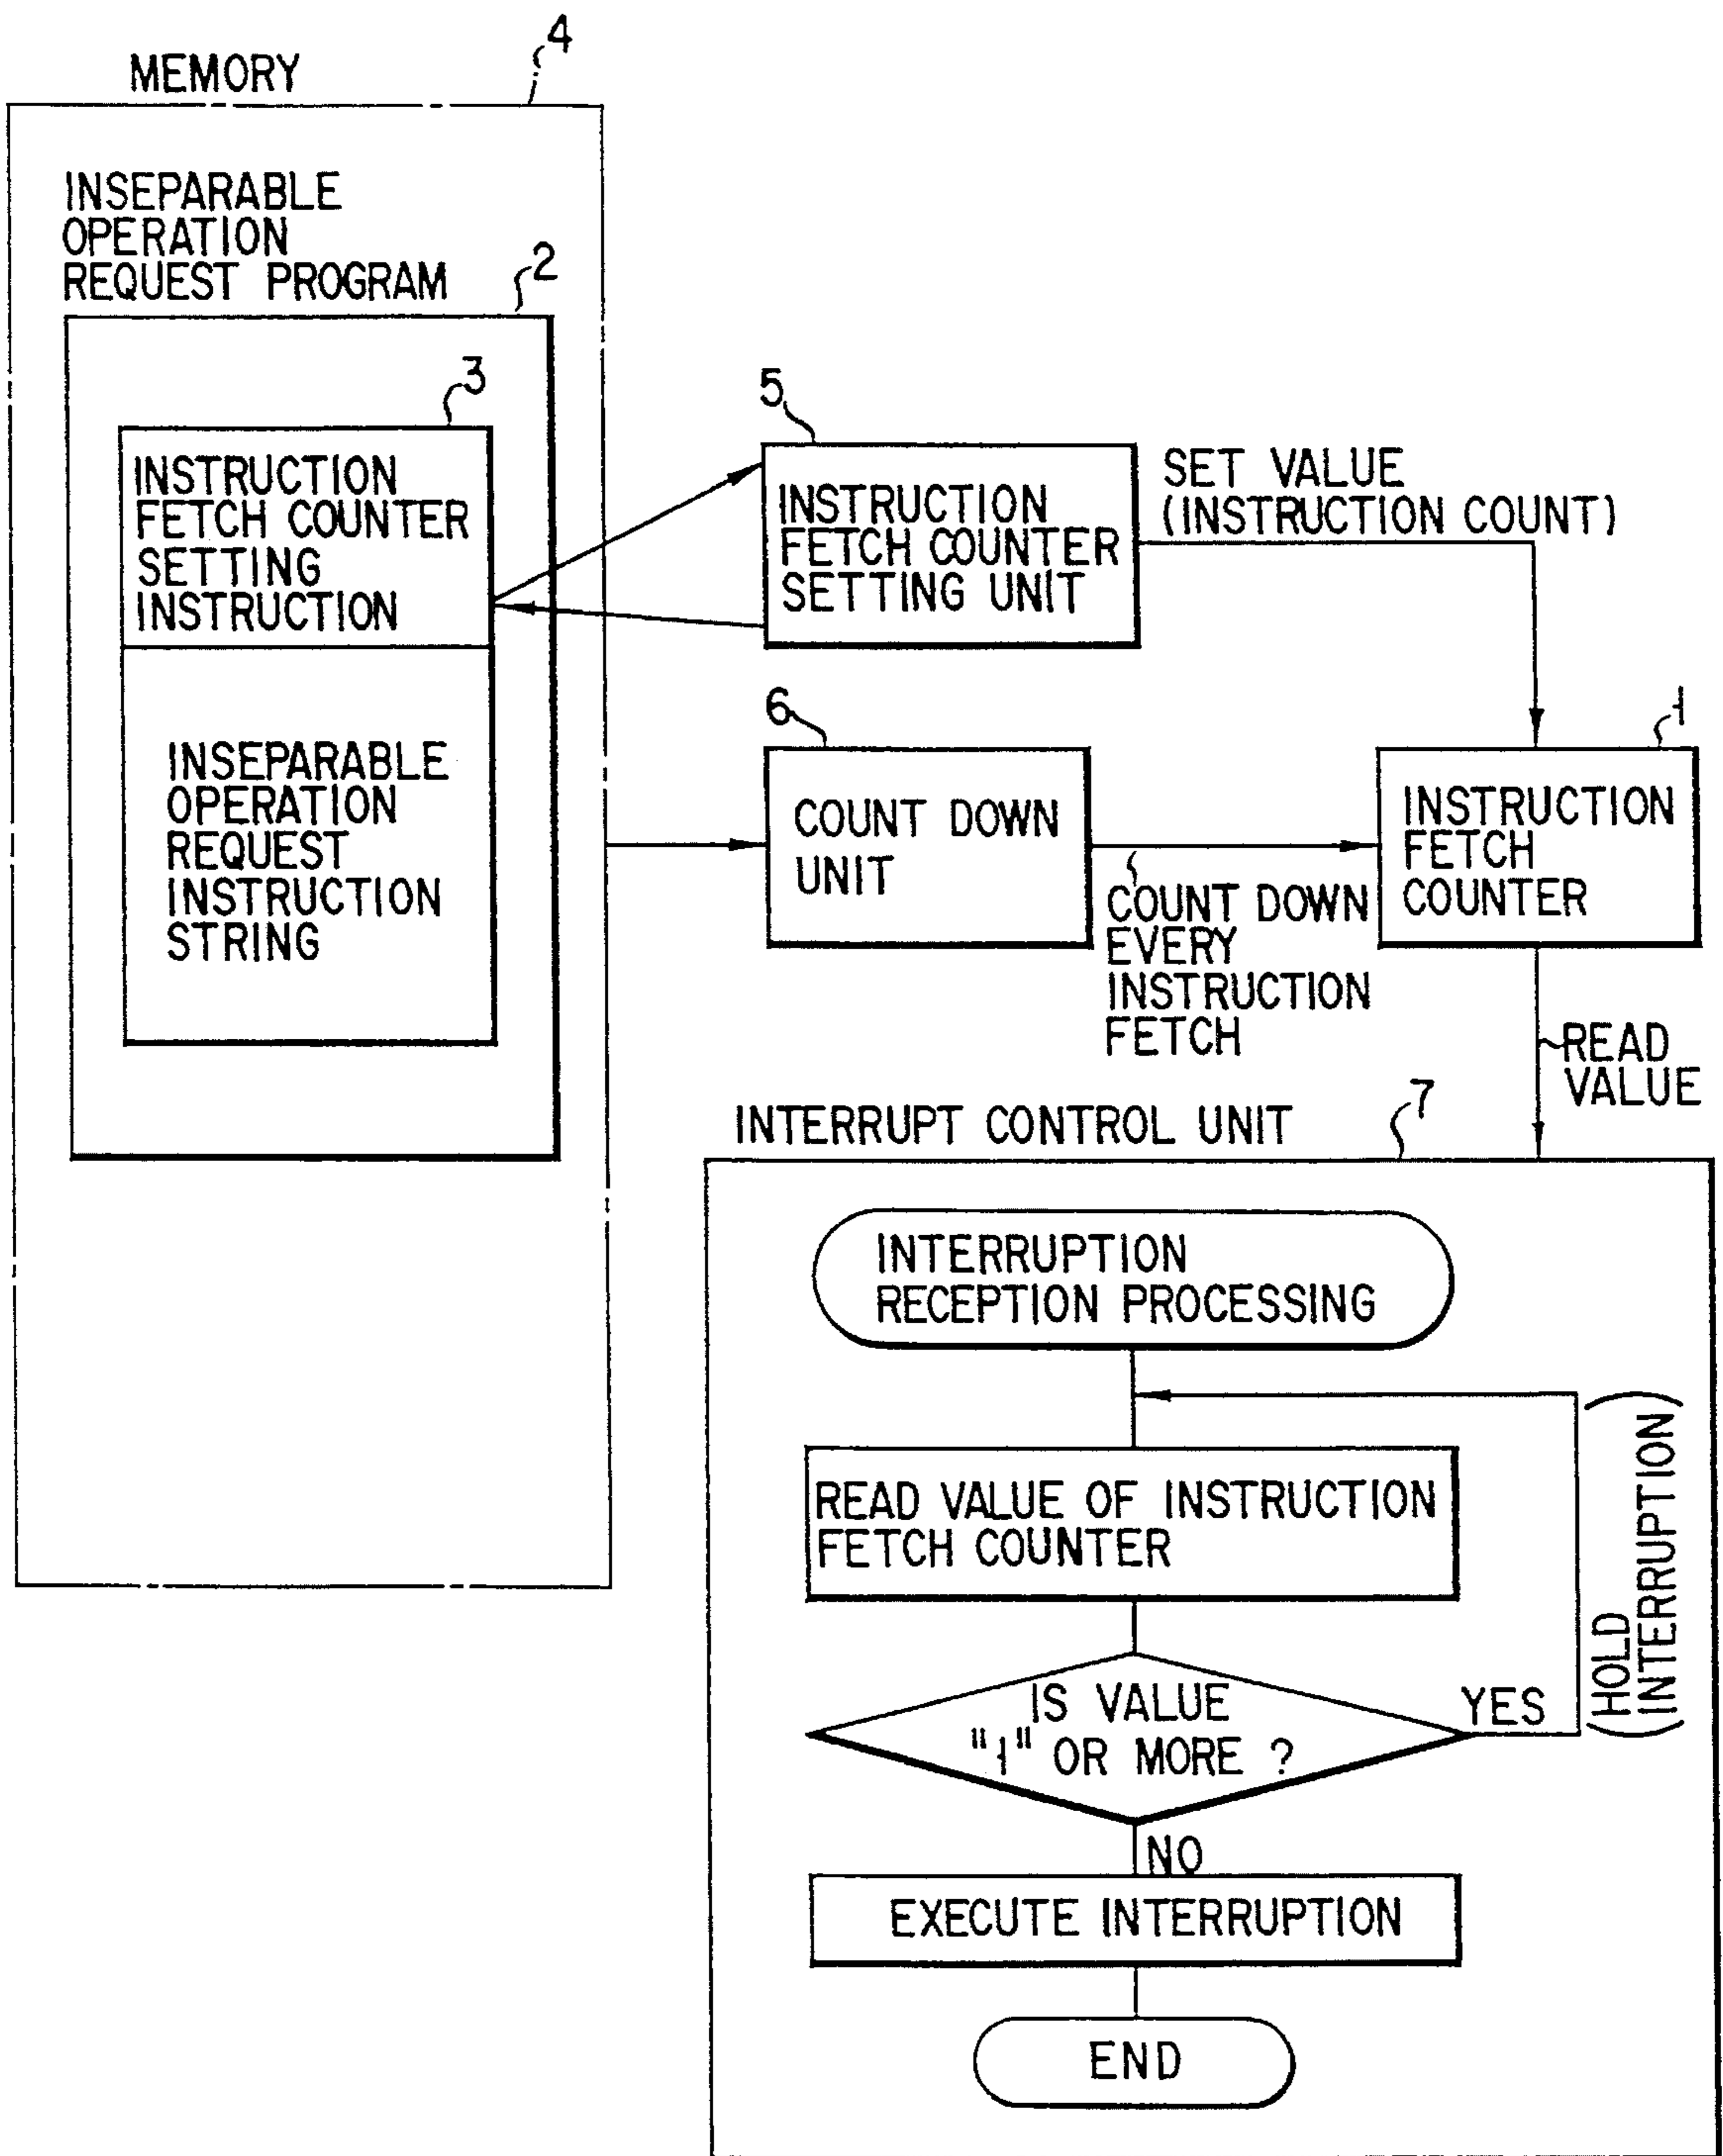 4
MEMORY
INSEPARABLE
OPERATION
REQUEST PROGRAM
2
3
INSTRUCTION
FETCH COUNTER
SETTING
INSTRUCTION
INSEPARABLE
OPERATION
REQUEST
INSTRUCTION
STRING
5
INSTRUCTION
FETCH COUNTER
SETTING UNIT
SET VALUE
(INSTRUCTION COUNT)
6
COUNT DOWN
UNIT
COUNT DOWN
EVERY
INSTRUCTION
FETCH
1
INSTRUCTION
FETCH
COUNTER
READ
VALUE
INTERRUPT CONTROL UNIT
7
INTERRUPTION
RECEPTION PROCESSING
READ VALUE OF INSTRUCTION
FETCH COUNTER
IS VALUE
"1" OR MORE ?
YES
(HOLD
INTERRUPTION)
NO
EXECUTE INTERRUPTION
END